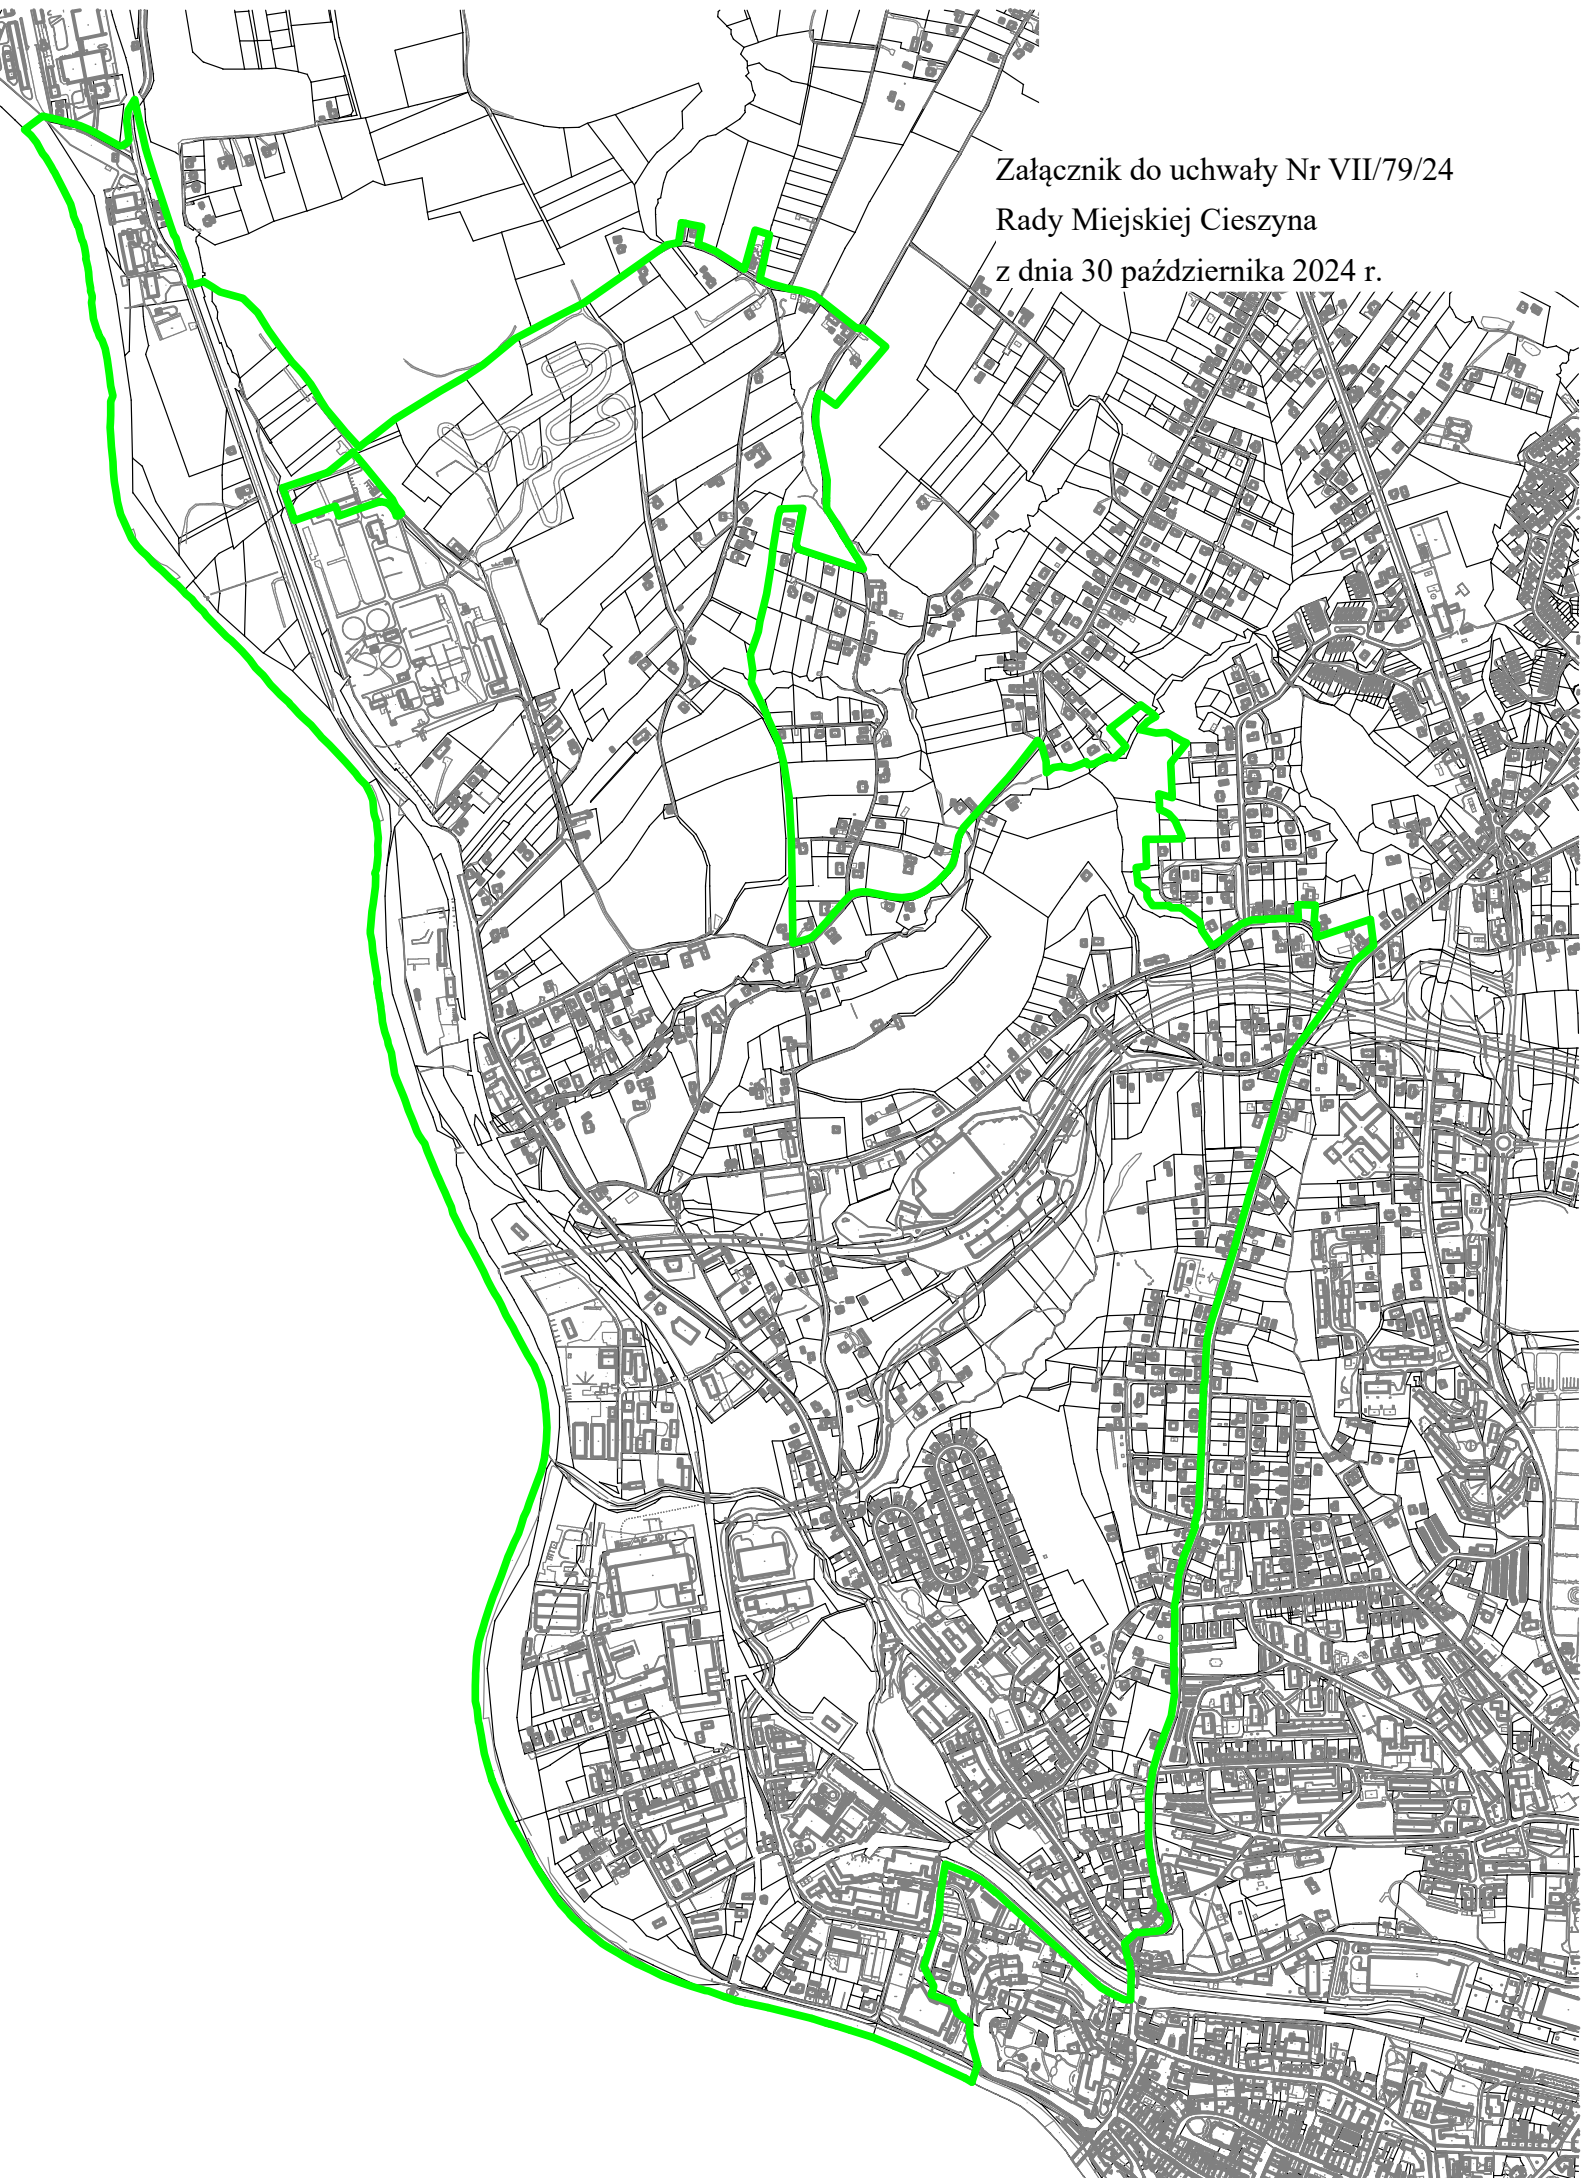 Załącznik do uchwały Nr VII/79/24
Rady Miejskiej Cieszyna
z dnia 30 października 2024 r.